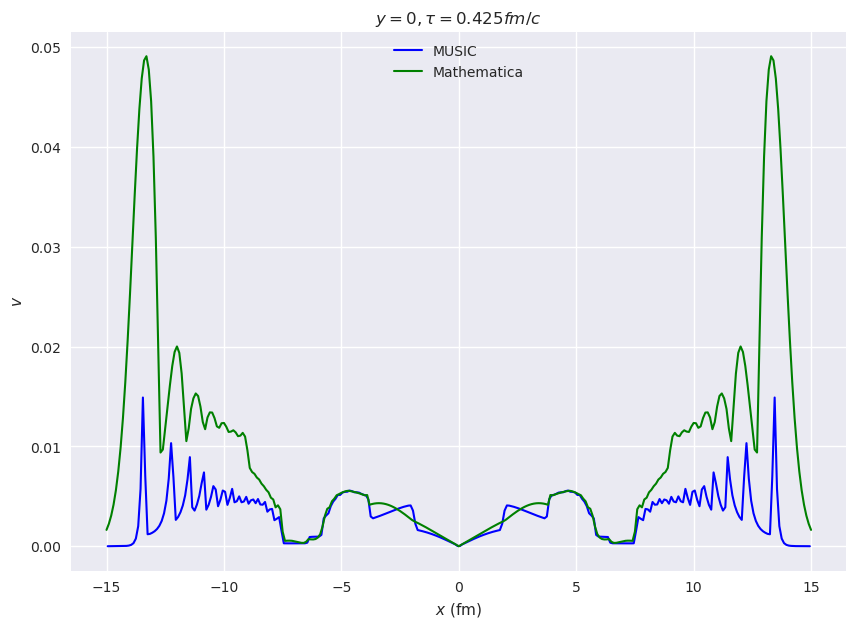 y = 0, τ = 0.425fm/c
MUSIC
Mathematica
0.05
0.04
0.03
0.02
0.01
0.00
v
−15 −10 −5 0 5 10 15
x (fm)